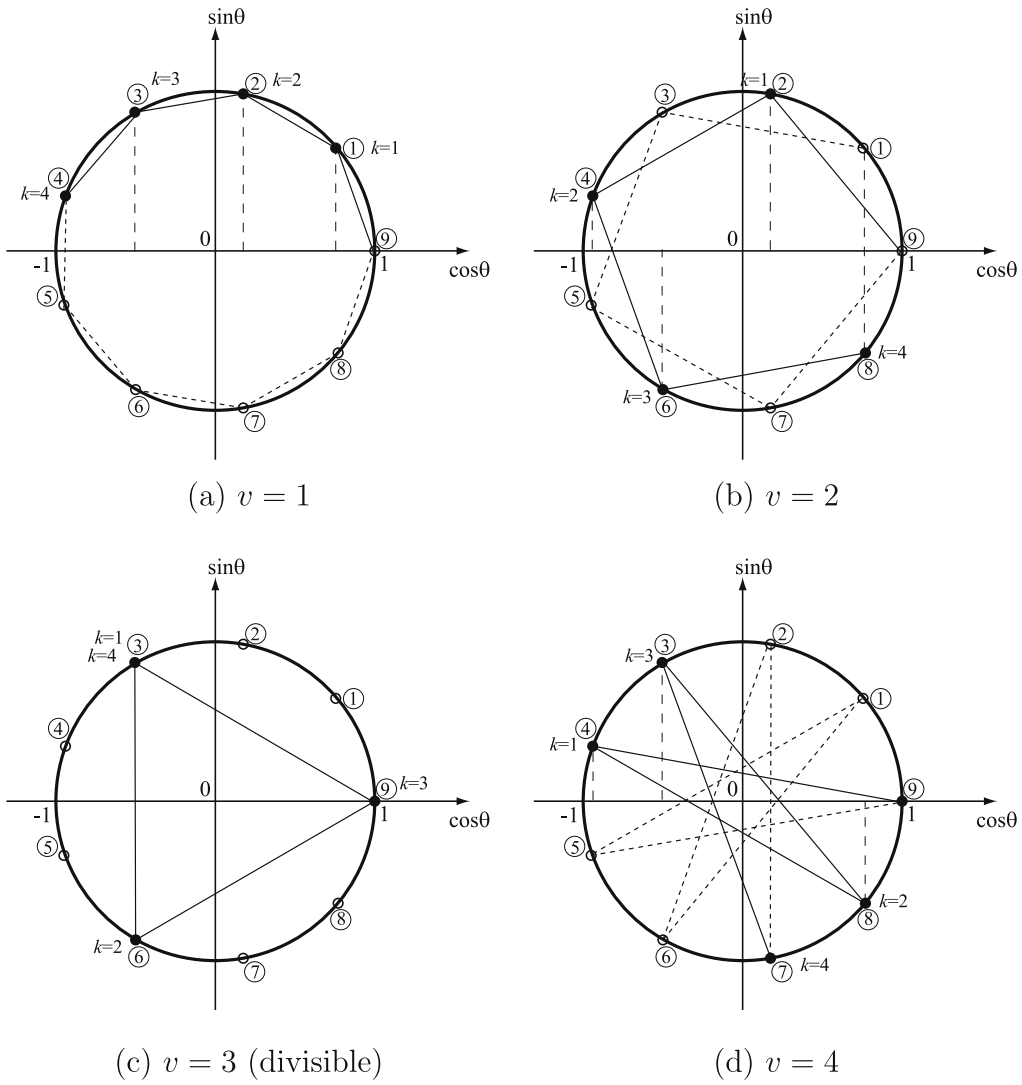 sinθ
k=3
③
②
k=2
①
k=1
④
k=4
0
⑨
-1
1
cosθ
⑤
⑧
⑥
⑦
(a) v = 1
sinθ
k=1
②
③
①
④
k=2
0
⑨
-1
1
cosθ
⑤
k=4
⑧
k=3
⑥
⑦
(b) v = 2
sinθ
k=1
③
②
k=4
①
④
0
⑨
k=3
-1
1
cosθ
⑤
⑧
k=2
⑥
⑦
(c) v = 3 (divisible)
sinθ
②
③
k=3
①
④
k=1
0
⑨
-1
1
cosθ
⑤
k=2
⑧
⑥
⑦
k=4
(d) v = 4